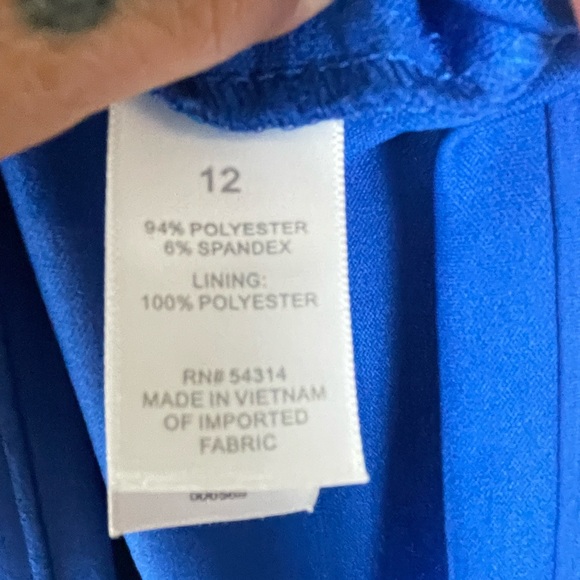 12
94% POLYESTER
6% SPANDEX
LINING:
100% POLYESTER
RN# 54314
MADE IN VIETNAM
OF IMPORTED
FABRIC